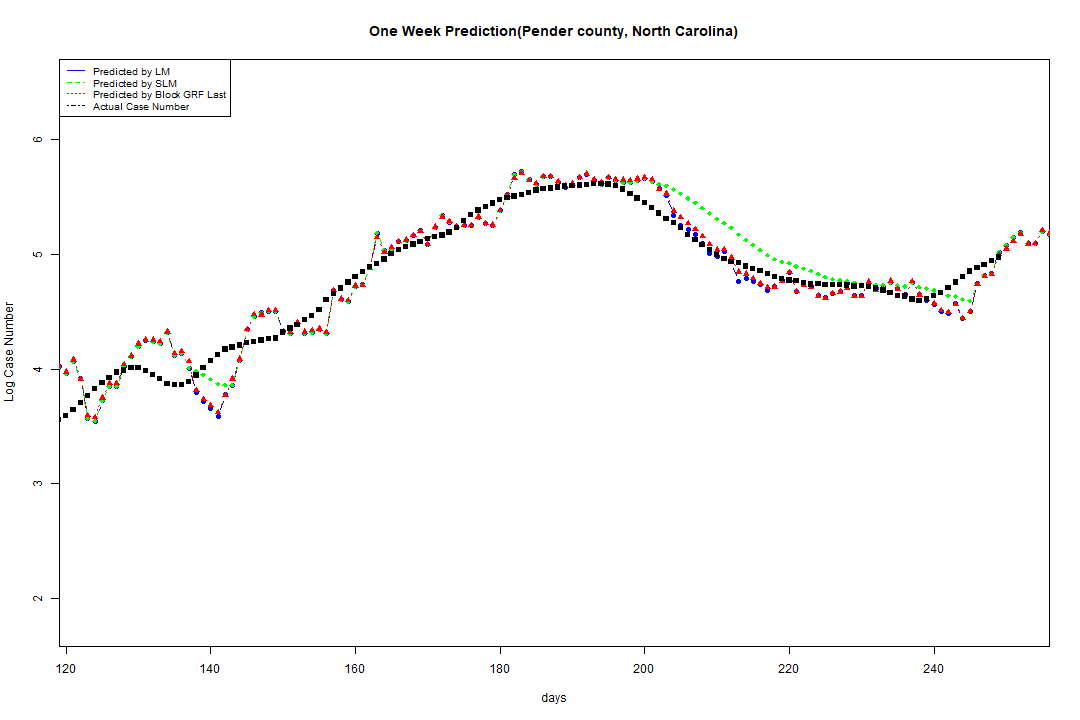 One Week Prediction(Pender county, North Carolina)
Predicted by LM
Predicted by SLM
Predicted by Block GRF Last
Actual Case Number
6
5
4
3
2
Log Case Number
120 140 160 180 200 220 240
days